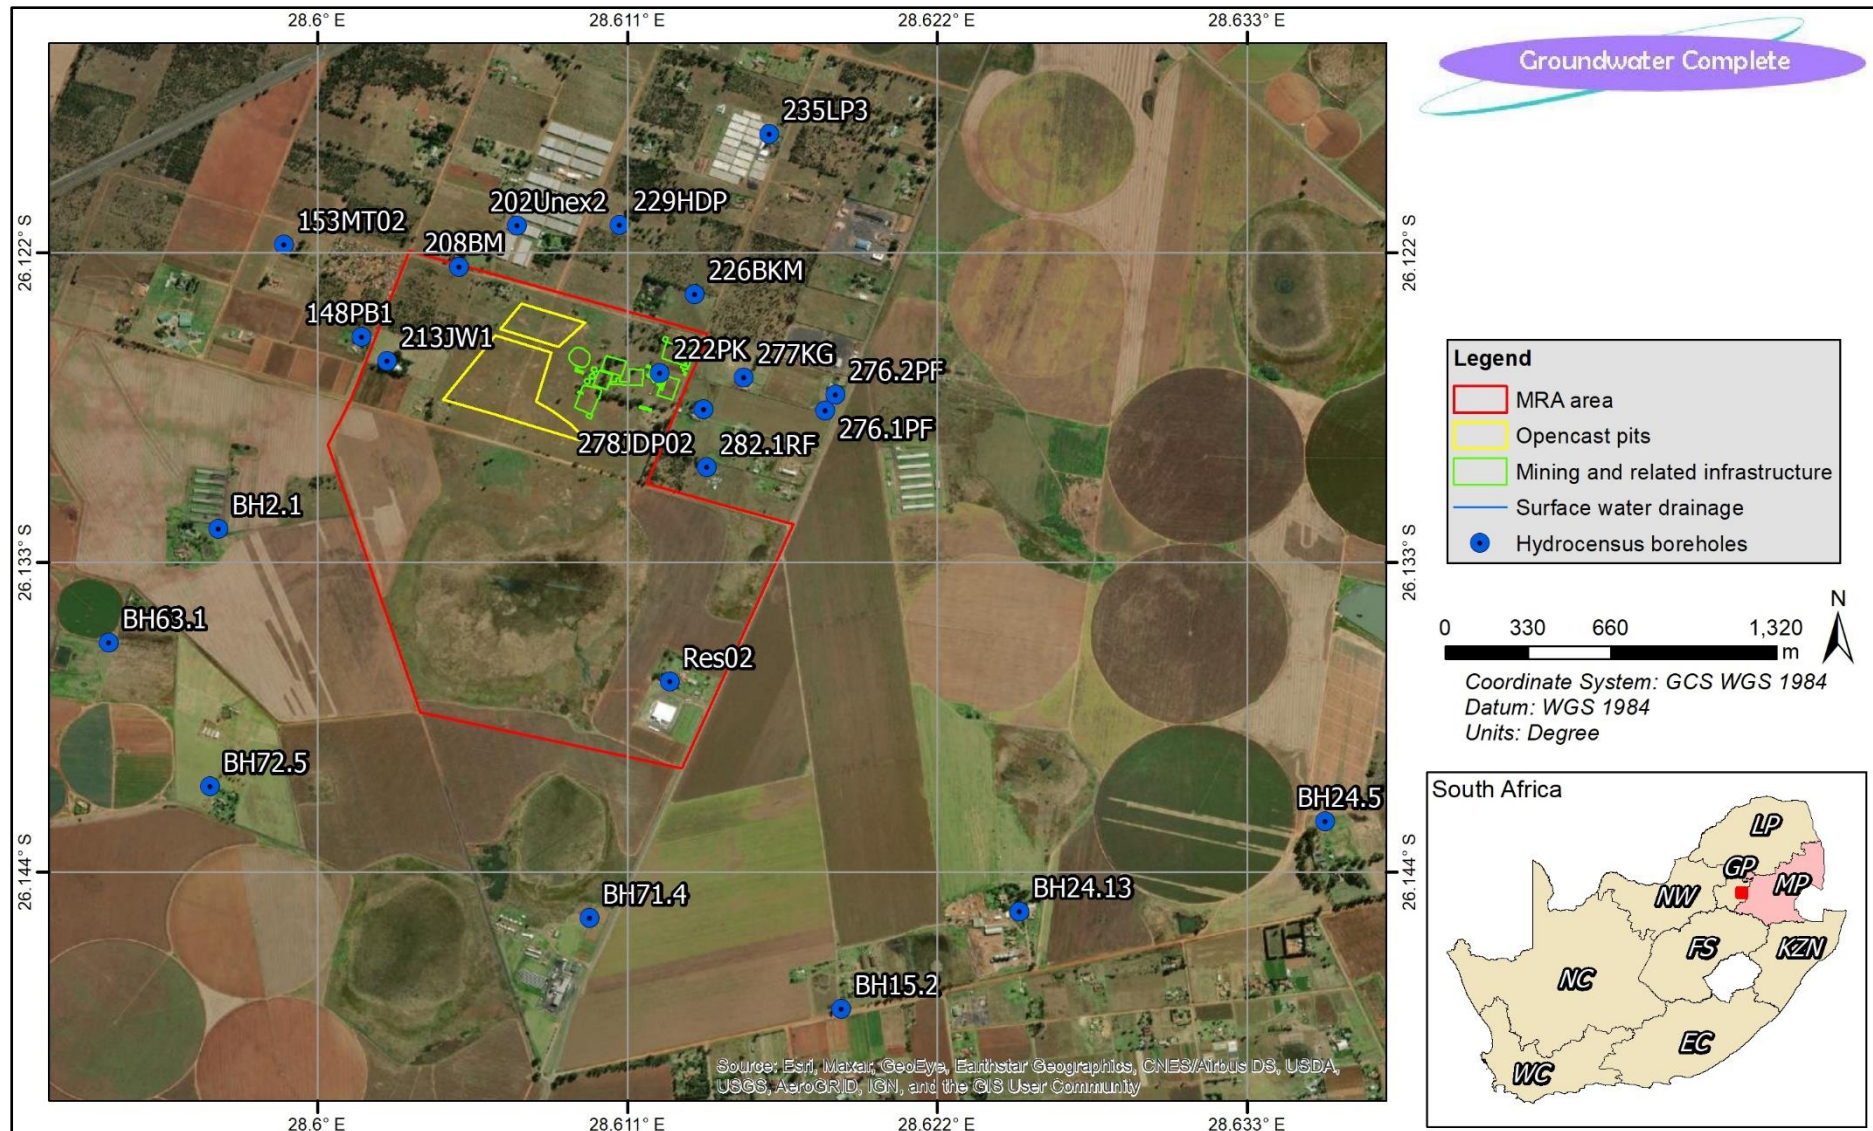 28.6° E
28.611° E
28.622° E
28.633° E
Groundwater Complete
235LP3
202Unex2
229HDP
153MT02
208BM
26.122° S
26.122° S
226BKM
148PB1
213JW1
222PK
277KG
276.2PF
276.1PF
278JDP02
282.1RF
BH2.1
26.133° S
26.133° S
BH63.1
Res02
BH72.5
BH24.5
26.144° S
26.144° S
BH24.13
BH71.4
BH15.2
Source: Esri, Maxar, GeoEye, Earthstar Geographics, CNES/Airbus DS, USDA,
USGS, AeroGRID, IGN, and the GIS User Community
28.6° E
28.611° E
28.622° E
28.633° E
Legend
MRA area
Opencast pits
Mining and related infrastructure
Surface water drainage
Hydrocensus boreholes
N
0 330 660 1,320
m
Coordinate System: GCS WGS 1984
Datum: WGS 1984
Units: Degree
South Africa
LP
GP
MP
NW
FS
KZN
NC
EC
WC